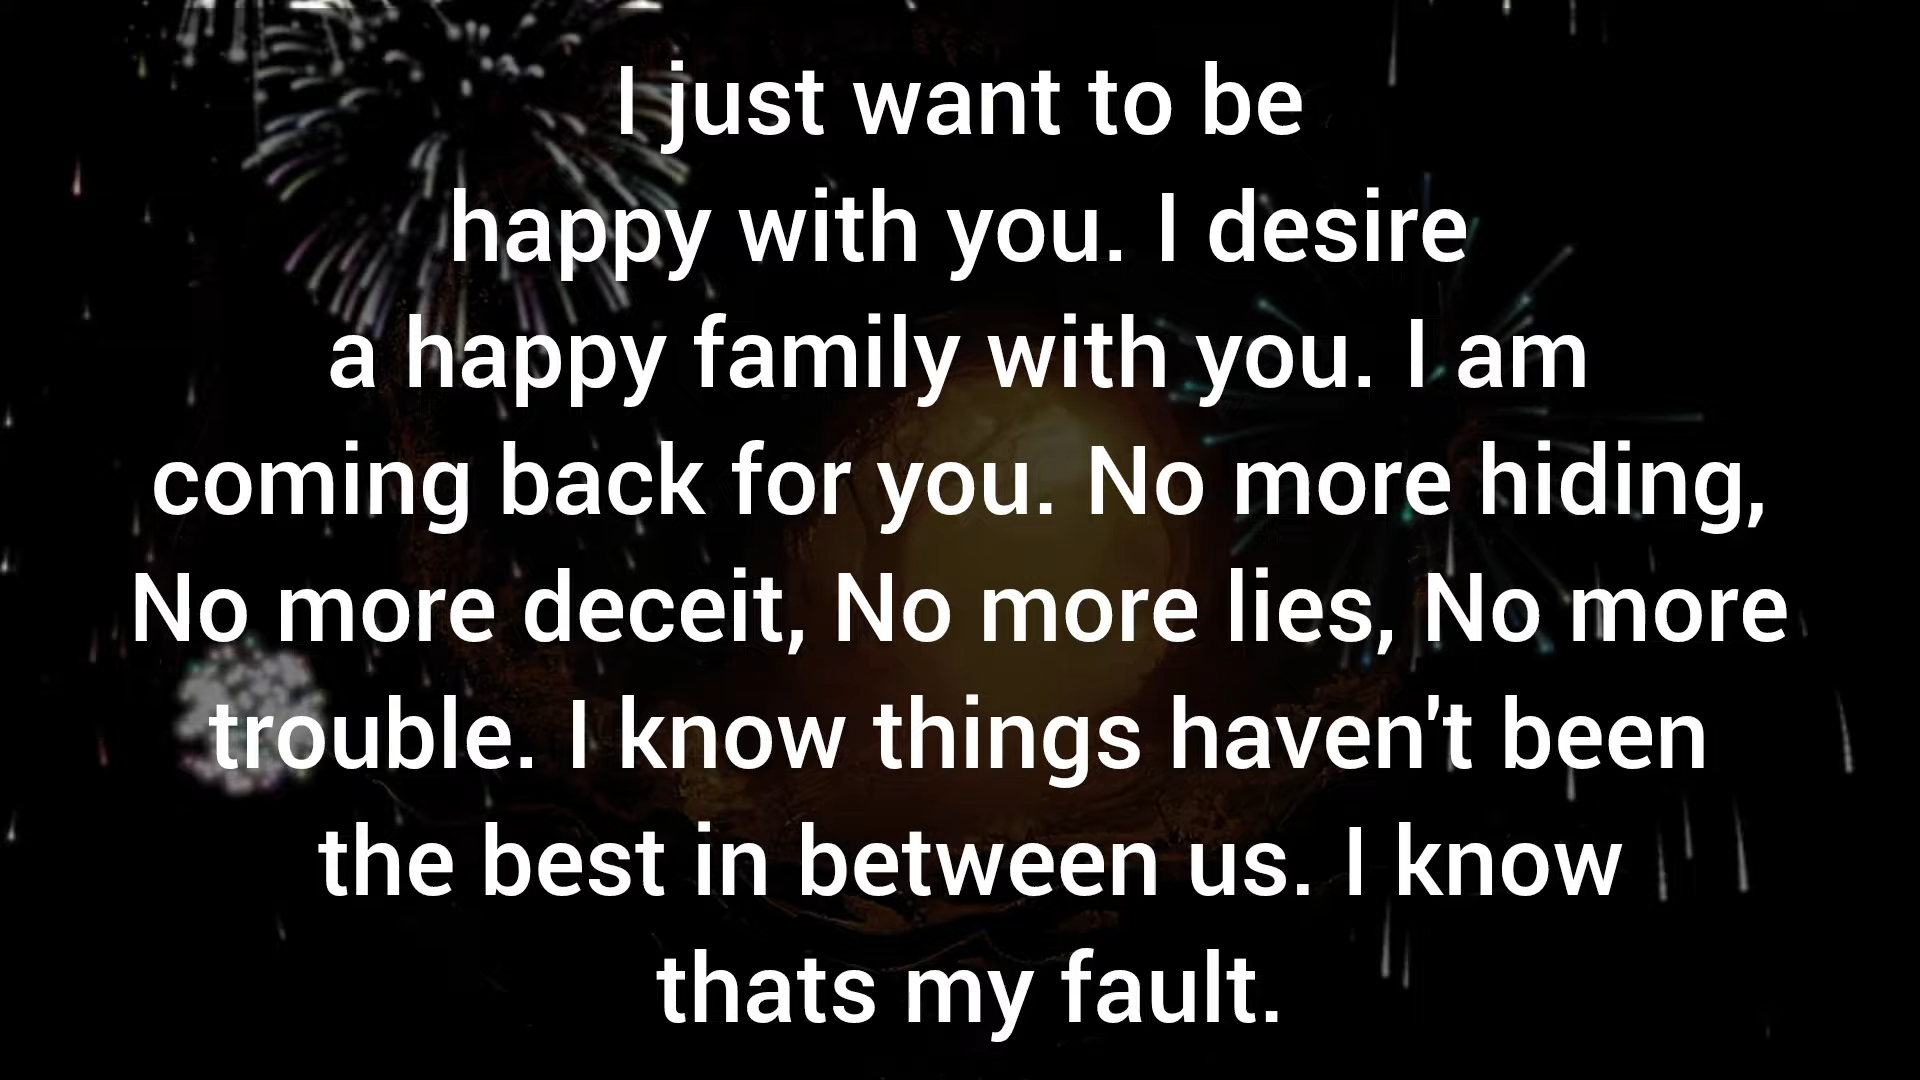 I just want to be
happy with you. I desire
a happy family with you. I am
coming back for you. No more hiding,
No more deceit, No more lies, No more
trouble. I know things haven't been
the best in between us. I know
thats my fault.